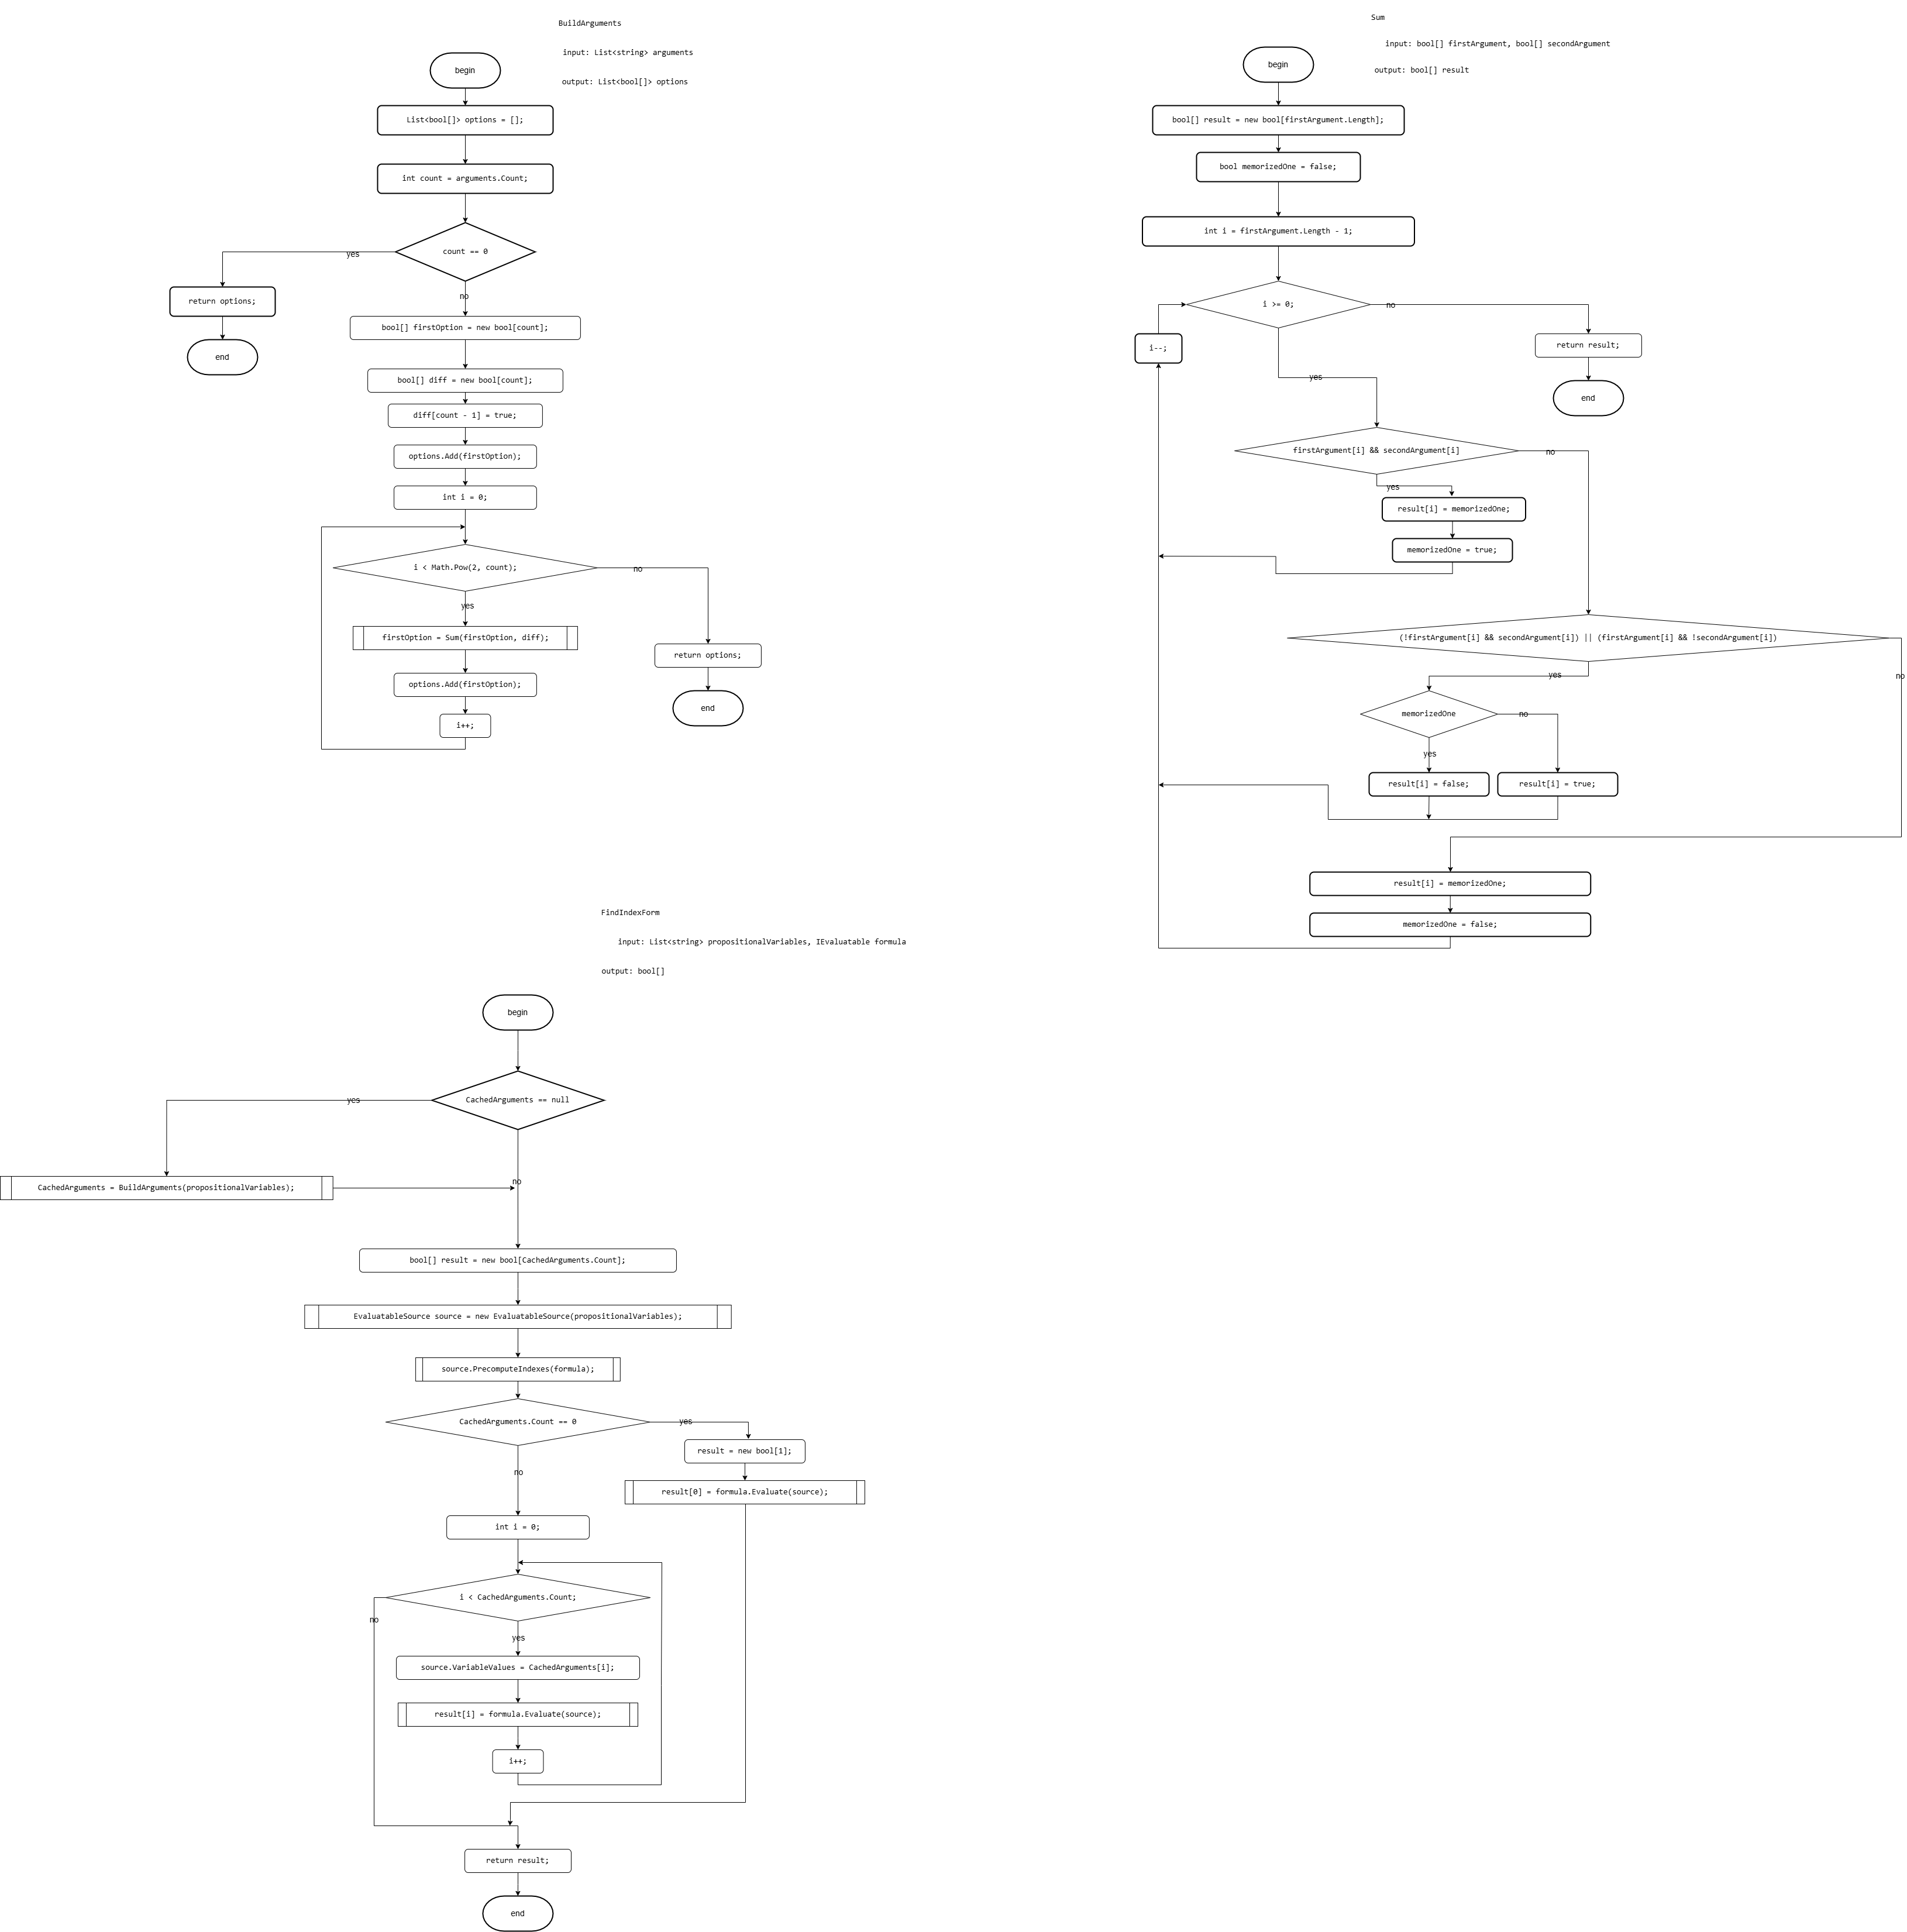 BuildArguments
input: List<string> arguments
output: List<bool[]> options
begin
List<bool[]> options = [];
int count = arguments.Count;
count == 0
yes
no
return options;
end
bool[] firstOption = new bool[count];
bool[] diff = new bool[count];
diff[count - 1] = true;
options.Add(firstOption);
int i = 0;
i < Math.Pow(2, count);
no
yes
firstOption = Sum(firstOption, diff);
return options;
options.Add(firstOption);
end
i++;
Sum
input: bool[] firstArgument, bool[] secondArgument
output: bool[] result
begin
bool[] result = new bool[firstArgument.Length];
bool memorizedOne = false;
int i = firstArgument.Length - 1;
i >= 0;
no
i--;
return result;
yes
end
firstArgument[i] && secondArgument[i]
no
yes
result[i] = memorizedOne;
memorizedOne = true;
(!firstArgument[i] && secondArgument[i]) || (firstArgument[i] && !secondArgument[i])
yes
no
memorizedOne
no
yes
result[i] = false;
result[i] = true;
result[i] = memorizedOne;
memorizedOne = false;
FindIndexForm
input: List<string> propositionalVariables, IEvaluatable formula
output: bool[]
begin
CachedArguments == null
yes
no
CachedArguments = BuildArguments(propositionalVariables);
bool[] result = new bool[CachedArguments.Count];
EvaluatableSource source = new EvaluatableSource(propositionalVariables);
source.PrecomputeIndexes(formula);
CachedArguments.Count == 0
yes
result = new bool[1];
no
result[0] = formula.Evaluate(source);
int i = 0;
i < CachedArguments.Count;
no
yes
source.VariableValues = CachedArguments[i];
result[i] = formula.Evaluate(source);
i++;
return result;
end